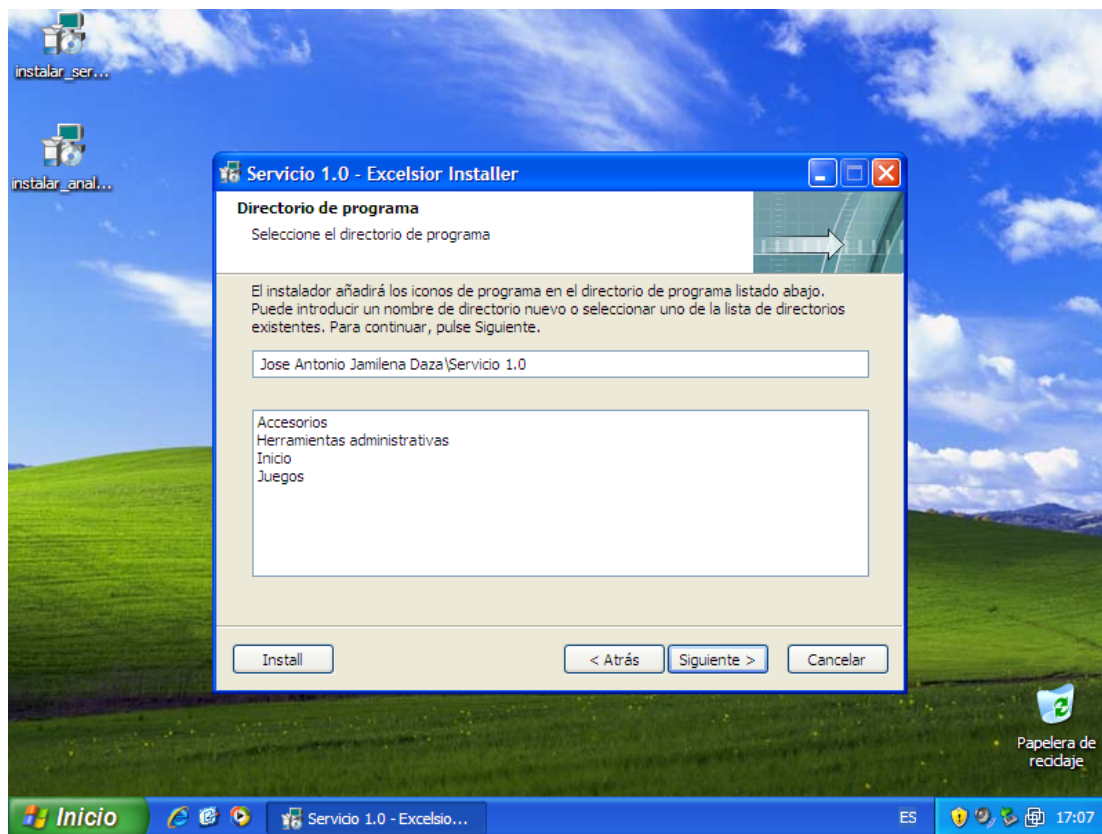 instalar_ser...
instalar_anal...
Servicio 1.0 - Excelsior Installer
Directorio de programa
Seleccione el directorio de programa
El instalador añadirá los iconos de programa en el directorio de programa listado abajo.
Puede introducir un nombre de directorio nuevo o seleccionar uno de la lista de directorios
existentes. Para continuar, pulse Siguiente.
Jose Antonio Jamilena Daza\Servicio 1.0
Accesorios
Herramientas administrativas
Inicio
Juegos
Install
< Atrás
Siguiente >
Cancelar
Papelera de
reciclaje
Inicio
Servicio 1.0 - Excelsio...
ES
17:07